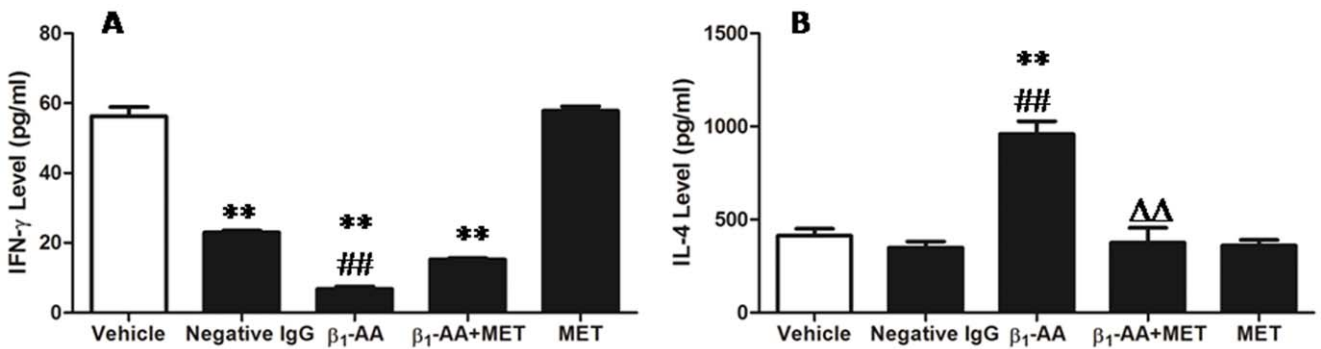 A
IFN-γ Level (pg/ml)
80
60
40
20
0
**
**
##
**
Vehicle Negative IgG β₁-AA β₁-AA+MET MET
B
IL-4 Level (pg/ml)
1500
1000
500
0
**
##
ΔΔ
Vehicle Negative IgG β₁-AA β₁-AA+MET MET